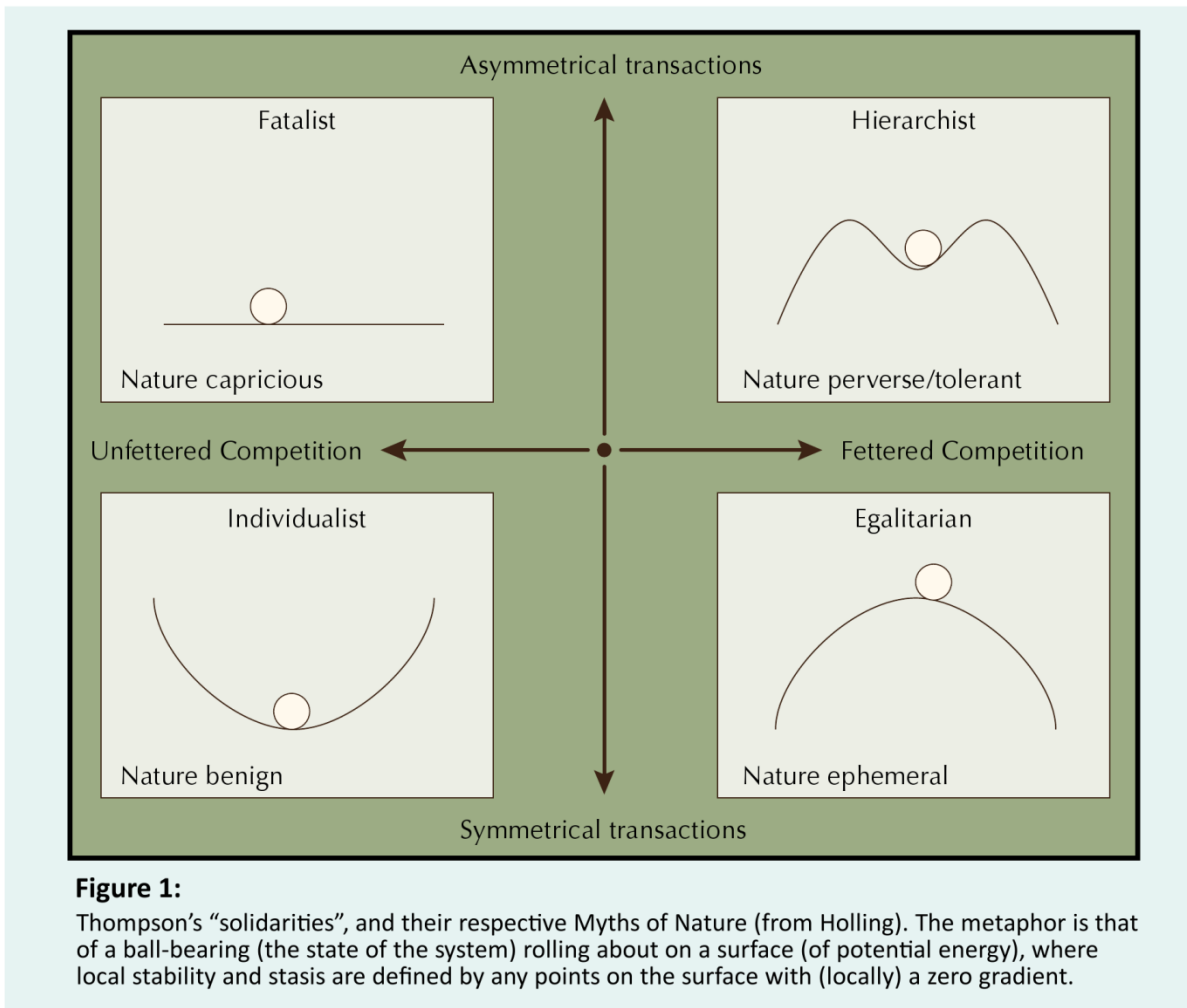 Asymmetrical transactions
Fatalist
Nature capricious
Hierarchist
Nature perverse/tolerant
Unfettered Competition
Fettered Competition
Individualist
Nature benign
Egalitarian
Nature ephemeral
Symmetrical transactions
Figure 1:
Thompson’s “solidarities”, and their respective Myths of Nature (from Holling). The metaphor is that
of a ball-bearing (the state of the system) rolling about on a surface (of potential energy), where
local stability and stasis are defined by any points on the surface with (locally) a zero gradient.